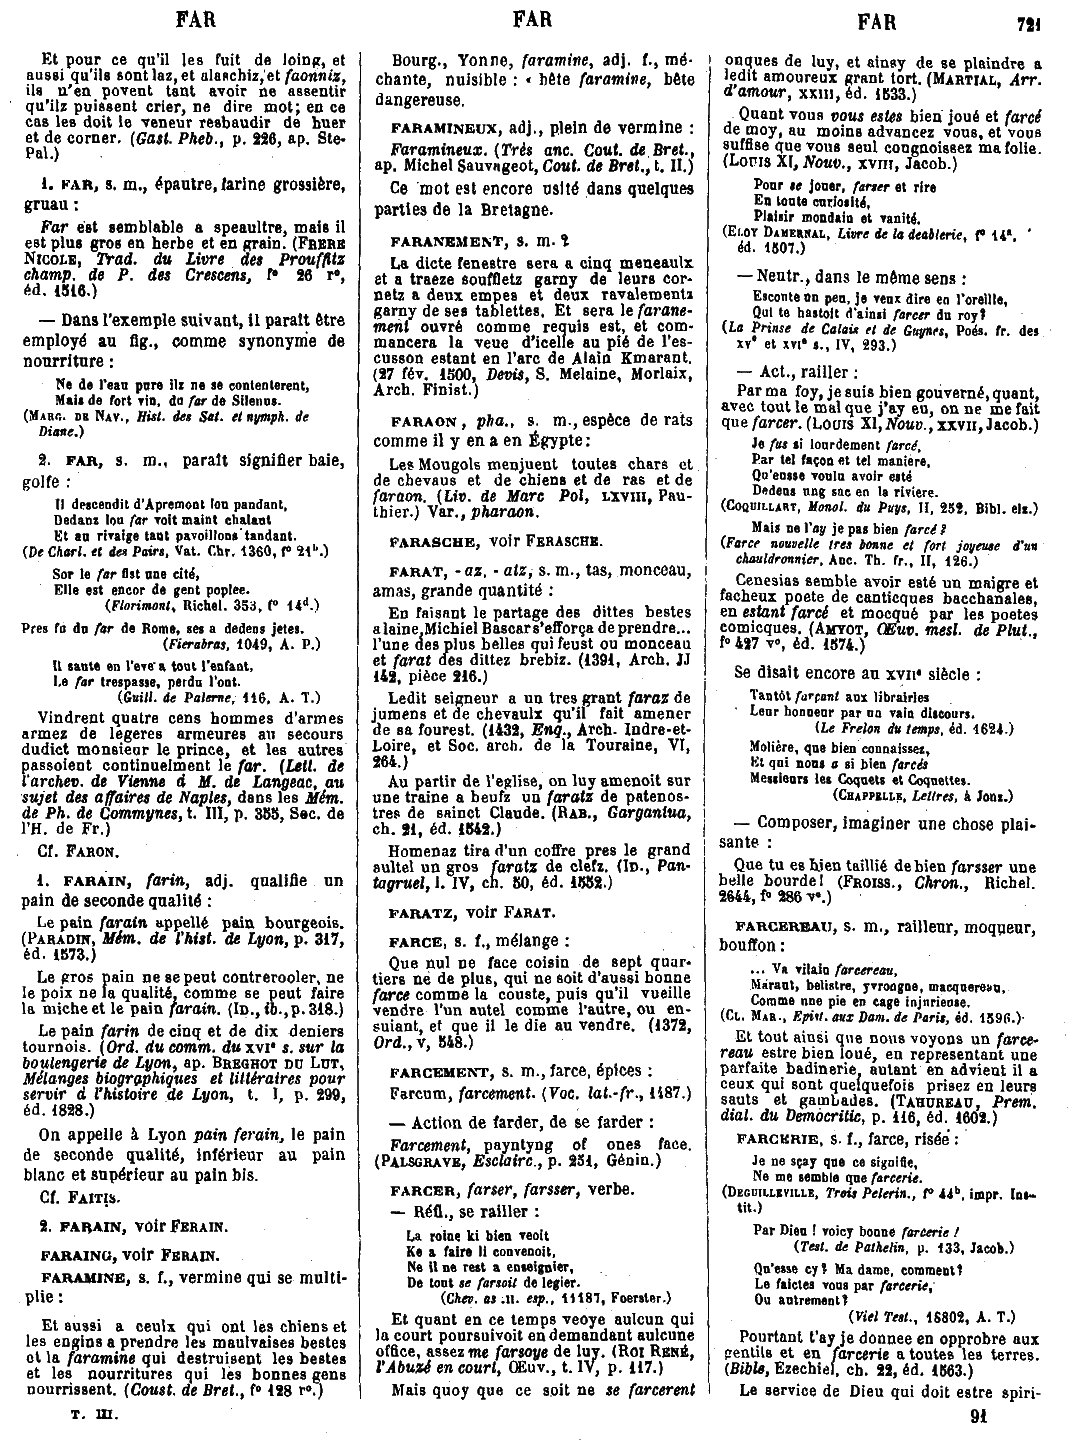 FAR
FAR
FAR
721
Et pour ce qu'il les fuit de loing, et
aussi qu'ils sont laz, et alaschiz, et faonniz,
ils n'en povent tant avoir ne assentir
qu'ilz puissent crier, ne dire mot; en ce
cas les doit le veneur resbaudir de huer
et de corner. (Gast. Pheb., p. 226, ap. Ste-
Pal.)
1. FAR, s. m., épautre, farine grossière,
gruau :
Far est semblable a speaultre, mais il
est plus gros en herbe et en grain. (FRERE
NICOLE, Trad. du Livre des Prouffitz
champ. de P. des Crescens, f° 26 r°,
éd. 1516.)
— Dans l'exemple suivant, il paraît être
employé au fig., comme synonyme de
nourriture :
Ne de l'eau pure ilz ne se contenterent,
Mais de fort vin, du far de Silenus.
(MARG. DE NAV., Hist. des Sat. et nymph. de
Diane.)
2. FAR, s. m., paraît signifier baie,
golfe :
Il descendit d'Apremont lou pandant,
Dedanz lou far voit maint chalant
Et au rivaige tant pavoillons tandant.
(De Charl. et des Pairs, Vat. Chr. 1360, f° 21ᵇ.)
Sor le far fist une cité,
Elle est encor de gent poplee.
(Florimont, Richel. 353, f° 14ᵈ.)
Pres fu du far de Rome, ses a dedens jetes.
(Fierabras, 1049, A. P.)
Il saute en l'eve a tout l'enfant,
Le far trespasse, perdu l'ont.
(Guill. de Palerne, 116, A. T.)
Vindrent quatre cens hommes d'armes
armez de légeres armeures au secours
dudict monsieur le prince, et les autres
passoient continuelment le far. (Lett. de
l'archev. de Vienne à M. de Langeac, au
sujet des affaires de Naples, dans les Mém.
de Ph. de Commynes, t. III, p. 355, Soc. de
l'H. de Fr.)
Cf. FARON.
1. FARAIN, farin, adj. qualifie un
pain de seconde qualité :
Le pain farain appellé pain bourgeois.
(PARADIN, Mém. de l'hist. de Lyon, p. 317,
éd. 1573.)
Le gros pain ne se peut contrerooler, ne
le poix ne la qualité, comme se peut faire
la miche et le pain farain. (ID., ib., p. 318.)
Le pain farin de cinq et de dix deniers
tournois. (Ord. du comm. du XVIᵉ s. sur la
boulengerie de Lyon, ap. BREGHOT DU LUT,
Mélanges biographiques et littéraires pour
servir à l'histoire de Lyon, t. I, p. 299,
éd. 1828.)
On appelle à Lyon pain ferain, le pain
de seconde qualité, inférieur au pain
blanc et supérieur au pain bis.
Cf. FAITIS.
2. FARAIN, voir FERAIN.
FARAING, voir FERAIN.
FARAMINE, s. f., vermine qui se multi-
plie :
Et aussi a ceulx qui ont les chiens et
les engins a prendre les maulvaises bestes
et la faramine qui destruisent les bestes
et les nourritures qui les bonnes gens
nourrissent. (Coust. de Bret., f° 128 r°.)
T. III.
Bourg., Yonne, faramine, adj. f., mé-
chante, nuisible : « bête faramine, bête
dangereuse.
FARAMINEUX, adj., plein de vermine :
Faramineux. (Très anc. Cout. de Bret.,
ap. Michel Sauvageot, Cout. de Bret., t. II.)
Ce mot est encore usité dans quelques
parties de la Bretagne.
FARANEMENT, s. m. ?
La dicte fenestre sera a cinq meneaulx
et a traeze souffletz garny de leurs cor-
netz a deux empes et deux ravalementz
garny de ses tablettes. Et sera le farane-
ment ouvré comme requis est, et com-
mancera la veue d'icelle au pié de l'es-
cusson estant en l'arc de Alain Kmarant.
(27 fév. 1500, Devis, S. Melaine, Morlaix,
Arch. Finist.)
FARAON, pha., s. m., espèce de rats
comme il y en a en Égypte :
Les Mougols menjuent toutes chars et
de chevaus et de chiens et de ras et de
faraon. (Liv. de Marc Pol, LXVIII, Pau-
thier.) Var., pharaon.
FARASCHE, voir FERASCHE.
FARAT, - az, - atz, s. m., tas, monceau,
amas, grande quantité :
En faisant le partage des dittes bestes
a laine, Michiel Bascars s'efforça de prendre...
l'une des plus belles qui feust ou monceau
et farat des dittez brebiz. (1391, Arch. JJ
142, pièce 216.)
Ledit seigneur a un tres grant faraz de
jumens et de chevaulx qu'il fait amener
de sa fourest. (1432, Enq., Arch. Indre-et-
Loire, et Soc. arch. de la Touraine, VI,
264.)
Au partir de l'eglise, on luy amenoit sur
une traine a beufz un faratz de patenos-
tres de sainct Claude. (RAB., Gargantua,
ch. 21, éd. 1542.)
Homenaz tira d'un coffre pres le grand
aultel un gros faratz de clefz. (ID., Pan-
tagruel, l. IV, ch. 50, éd. 1552.)
FARATZ, voir FARAT.
FARCE, s. f., mélange :
Que nul ne face coisin de sept quar-
tiers ne de plus, qui ne soit d'aussi bonne
farce comme la couste, puis qu'il vueille
vendre l'un autel comme l'autre, ou en-
suiant, et que il le die au vendre. (1372,
Ord., V, 548.)
FARCEMENT, s. m., farce, épices :
Farcum, farcement. (Voc. lat.-fr., 1487.)
— Action de farder, de se farder :
Farcement, payntyng of ones face.
(PALSGRAVE, Esclairc., p. 251, Génin.)
FARCER, farser, farsser, verbe.
— Réfl., se railler :
La roine ki bien veoit
Ke a faire li convenoit,
Ne il ne rest a enseignier,
De tout se farsoit de legier.
(Chev. as .II. esp., 11187, Foerster.)
Et quant en ce temps veoye aulcun qui
la court poursuivoit en demandant aulcune
office, assez me farsoye de luy. (ROI RENÉ,
l'Abuzé en court, Œuv., t. IV, p. 117.)
Mais quoy que ce soit ne se farcerent
onques de luy, et ainsy de se plaindre a
ledit amoureux grant tort. (MARTIAL, Arr.
d'amour, XXIII, éd. 1533.)
Quant vous vous estes bien joué et farcé
de moy, au moins advancez vous, et vous
suffise que vous seul congnoissez ma folie.
(LOUIS XI, Nouv., XVIII, Jacob.)
Pour se jouer, farser et rire
En toute curiosité,
Plaisir mondain et vanité.
(ELOY DAMERNAL, Livre de la deablerie, f° 14ᵃ,
éd. 1507.)
— Neutr., dans le même sens :
Escoute un peu, je veux dire en l'oreille,
Qui te hastoit d'ainsi farcer du roy?
(La Prinse de Calais et de Guynes, Poés. fr. des
XVᵉ et XVIᵉ s., IV, 293.)
— Act., railler :
Par ma foy, je suis bien gouverné, quant,
avec tout le mal que j'ay eu, on ne me fait
que farcer. (LOUIS XI, Nouv., XXVII, Jacob.)
Je fus si lourdement farcé,
Par tel façon et tel maniere,
Qu'eusse voulu avoir esté
Dedens ung sac en la riviere.
(COQUILLART, Monol. du Puys, II, 252, Bibl. elz.)
Mais ne l'ay je pas bien farcé?
(Farce nouvelle tres bonne et fort joyeuse d'un
chauldronnier, Anc. Th. fr., II, 126.)
Cenesias semble avoir esté un maigre et
facheux poete de canticques bacchanales,
en estant farcé et mocqué par les poetes
comicques. (AMYOT, Œuv. mesl. de Plut.,
f° 427 v°, éd. 1574.)
Se disait encore au XVIIᵉ siècle :
Tantôt farçant aux librairies
Leur honneur par un vain discours.
(Le Frelon du temps, éd. 1624.)
Molière, que bien connaissez,
Et qui nous a si bien farcés
Messieurs les Coquets et Coquettes.
(CHAPPELLE, Lettres, à Jonz.)
— Composer, imaginer une chose plai-
sante :
Que tu es bien taillié de bien farsser une
belle bourde! (FROISS., Chron., Richel.
2644, f° 286 v°.)
FARCEREAU, s. m., railleur, moqueur,
bouffon :
... Va vilain farcereau,
Maraut, belistre, yvrongne, macquereau,
Comme une pie en cage injurieuse.
(CL. MAR., Epist. aux Dam. de Paris, éd. 1596.)
Et tout ainsi que nous voyons un farce-
reau estre bien loué, en representant une
parfaite badinerie, autant en advient il a
ceux qui sont quelquefois prisez en leurs
sauts et gambades. (TAHUREAU, Prem.
dial. du Democritic, p. 116, éd. 1602.)
FARCERIE, s. f., farce, risée :
Je ne sçay que ce signifie,
Ne me semble que farcerie.
(DEGUILLEVILLE, Trois Pelerin., f° 44ᵇ, impr. Ins-
tit.)
Par Dieu ! voicy bonne farcerie !
(Test. de Pathelin, p. 133, Jacob.)
Qu'esse cy? Ma dame, comment?
Le faictes vous par farcerie,
Ou autrement?
(Viel Test., 18802, A. T.)
Pourtant t'ay je donnee en opprobre aux
gentils et en farcerie a toutes les terres.
(Bible, Ezechiel, ch. 22, éd. 1563.)
Le service de Dieu qui doit estre spiri-
91